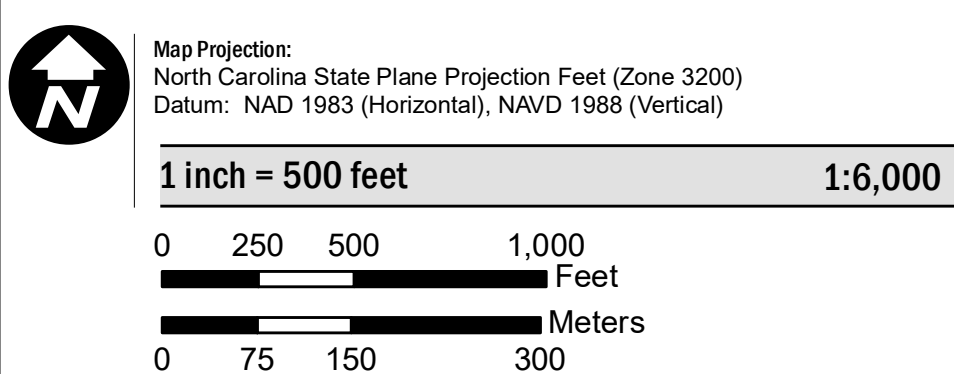 N
Map Projection:
North Carolina State Plane Projection Feet (Zone 3200)
Datum: NAD 1983 (Horizontal), NAVD 1988 (Vertical)
1 inch = 500 feet 1:6,000
0 250 500 1,000
Feet
Meters
0 75 150 300